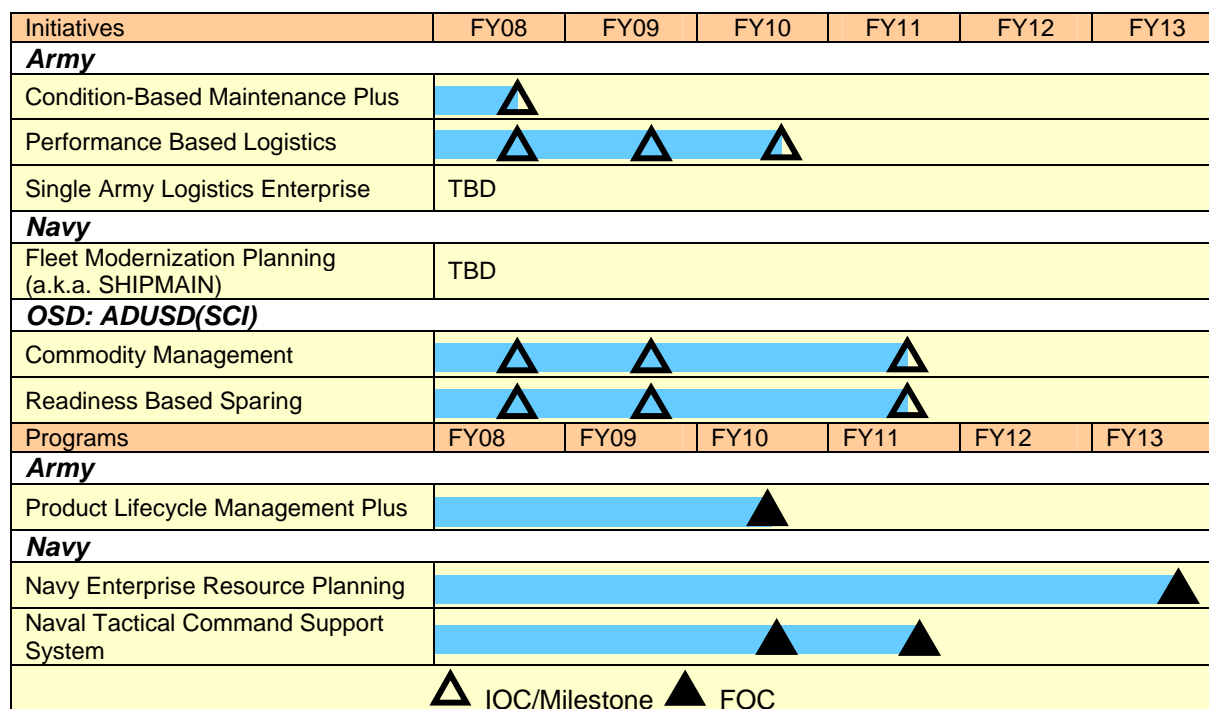 Initiatives FY08 FY09 FY10 FY11 FY12 FY13
Army
Condition-Based Maintenance Plus
Performance Based Logistics
Single Army Logistics Enterprise TBD
Navy
Fleet Modernization Planning
(a.k.a. SHIPMAIN) TBD
OSD: ADUSD(SCI)
Commodity Management
Readiness Based Sparing
Programs FY08 FY09 FY10 FY11 FY12 FY13
Army
Product Lifecycle Management Plus
Navy
Navy Enterprise Resource Planning
Naval Tactical Command Support
System
IOC/Milestone FOC